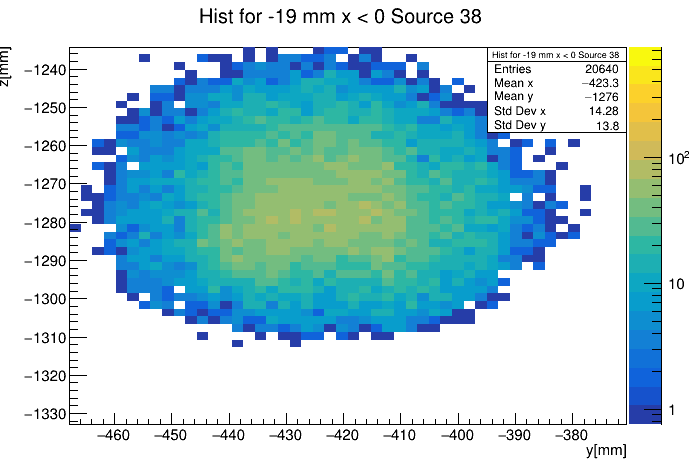 Hist for -19 mm x < 0 Source 38
z[mm]
Hist for -19 mm x < 0 Source 38
Entries 20640
Mean x −423.3
Mean y −1276
Std Dev x 14.28
Std Dev y 13.8
−1240
−1250
−1260
−1270
−1280
−1290
−1300
−1310
−1320
−1330
−460 −450 −440 −430 −420 −410 −400 −390 −380
y[mm]
10²
10
1